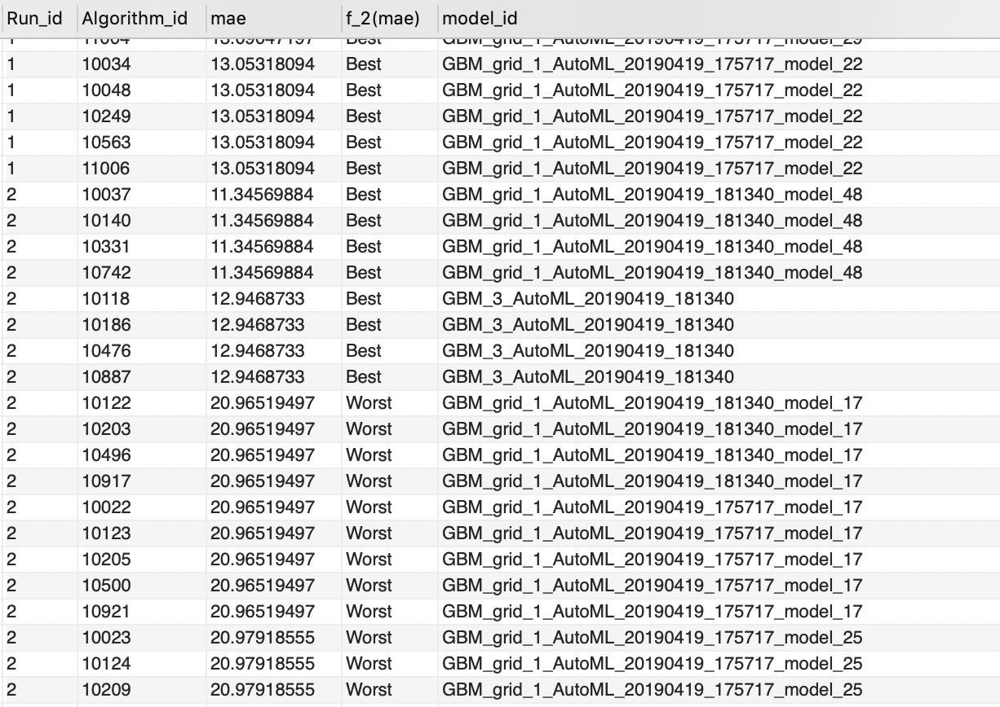 Run_id Algorithm_id mae f_2(mae) model_id
1 11004 13.09047197 Best GBM_grid_1_AutoML_20190419_175717_model_29
1 10034 13.05318094 Best GBM_grid_1_AutoML_20190419_175717_model_22
1 10048 13.05318094 Best GBM_grid_1_AutoML_20190419_175717_model_22
1 10249 13.05318094 Best GBM_grid_1_AutoML_20190419_175717_model_22
1 10563 13.05318094 Best GBM_grid_1_AutoML_20190419_175717_model_22
1 11006 13.05318094 Best GBM_grid_1_AutoML_20190419_175717_model_22
2 10037 11.34569884 Best GBM_grid_1_AutoML_20190419_181340_model_48
2 10140 11.34569884 Best GBM_grid_1_AutoML_20190419_181340_model_48
2 10331 11.34569884 Best GBM_grid_1_AutoML_20190419_181340_model_48
2 10742 11.34569884 Best GBM_grid_1_AutoML_20190419_181340_model_48
2 10118 12.9468733 Best GBM_3_AutoML_20190419_181340
2 10186 12.9468733 Best GBM_3_AutoML_20190419_181340
2 10476 12.9468733 Best GBM_3_AutoML_20190419_181340
2 10887 12.9468733 Best GBM_3_AutoML_20190419_181340
2 10122 20.96519497 Worst GBM_grid_1_AutoML_20190419_181340_model_17
2 10203 20.96519497 Worst GBM_grid_1_AutoML_20190419_181340_model_17
2 10496 20.96519497 Worst GBM_grid_1_AutoML_20190419_181340_model_17
2 10917 20.96519497 Worst GBM_grid_1_AutoML_20190419_181340_model_17
2 10022 20.96519497 Worst GBM_grid_1_AutoML_20190419_175717_model_17
2 10123 20.96519497 Worst GBM_grid_1_AutoML_20190419_175717_model_17
2 10205 20.96519497 Worst GBM_grid_1_AutoML_20190419_175717_model_17
2 10500 20.96519497 Worst GBM_grid_1_AutoML_20190419_175717_model_17
2 10921 20.96519497 Worst GBM_grid_1_AutoML_20190419_175717_model_17
2 10023 20.97918555 Worst GBM_grid_1_AutoML_20190419_175717_model_25
2 10124 20.97918555 Worst GBM_grid_1_AutoML_20190419_175717_model_25
2 10209 20.97918555 Worst GBM_grid_1_AutoML_20190419_175717_model_25